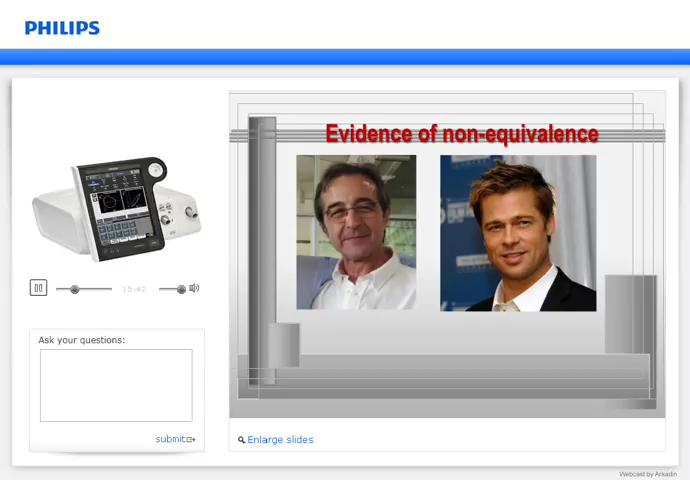 PHILIPS
Evidence of non-equivalence
15:42
Ask your questions:
submit
Enlarge slides
Webcast by Arkadin